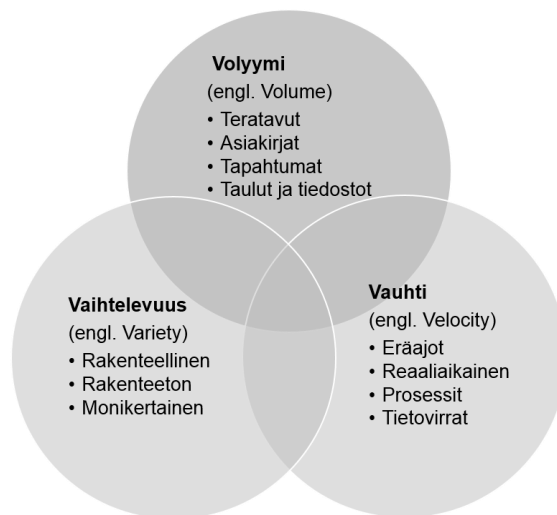 Volyymi
(engl. Volume)
• Teratavut
• Asiakirjat
• Tapahtumat
• Taulut ja tiedostot
Vaihtelevuus
(engl. Variety)
• Rakenteellinen
• Rakenteeton
• Monikertainen
Vauhti
(engl. Velocity)
• Eräajot
• Reaaliaikainen
• Prosessit
• Tietovirrat